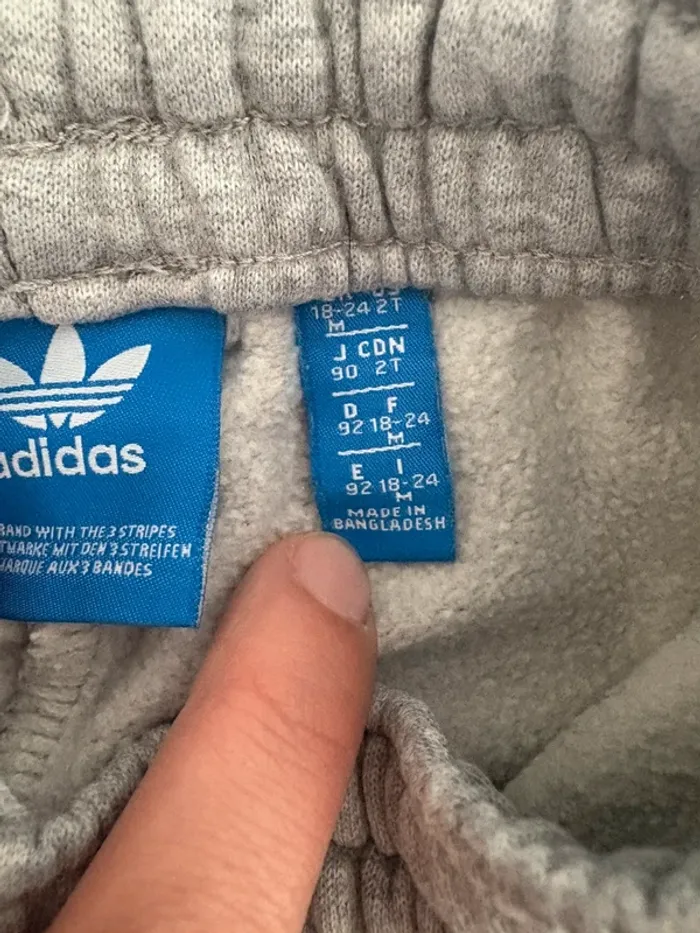 adidas
BRAND WITH THE 3 STRIPES
MARKE MIT DEN 3 STREIFEN
MARQUE AUX 3 BANDES
18-24 2T
M
J CDN
90 2T
D F
92 18-24
M
E I
92 18-24
M
MADE IN
BANGLADESH